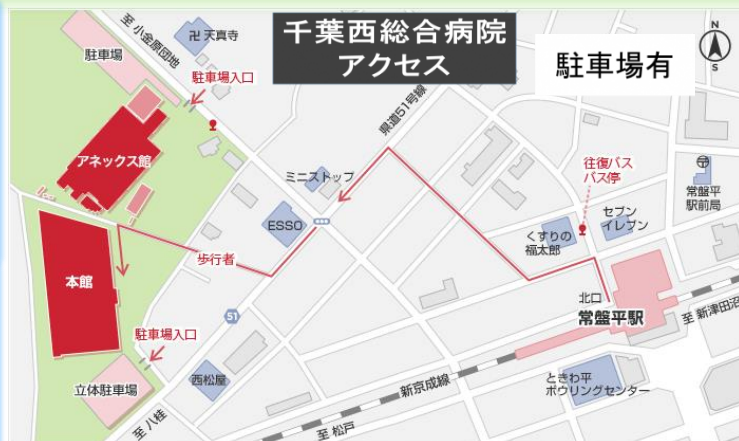 千葉西総合病院
アクセス
駐車場有
N
S
至 小金原団地
卍 天真寺
駐車場
駐車場入口
県道51号線
アネックス館
ミニストップ
往復バス
バス停
常盤平
駅前局
ESSO
セブン
イレブン
くすりの
福太郎
歩行者
本館
北口
常盤平駅
至 新津田沼
51
駐車場入口
立体駐車場
西松屋
新京成線
ときわ平
ボウリングセンター
至 八柱
至 松戸